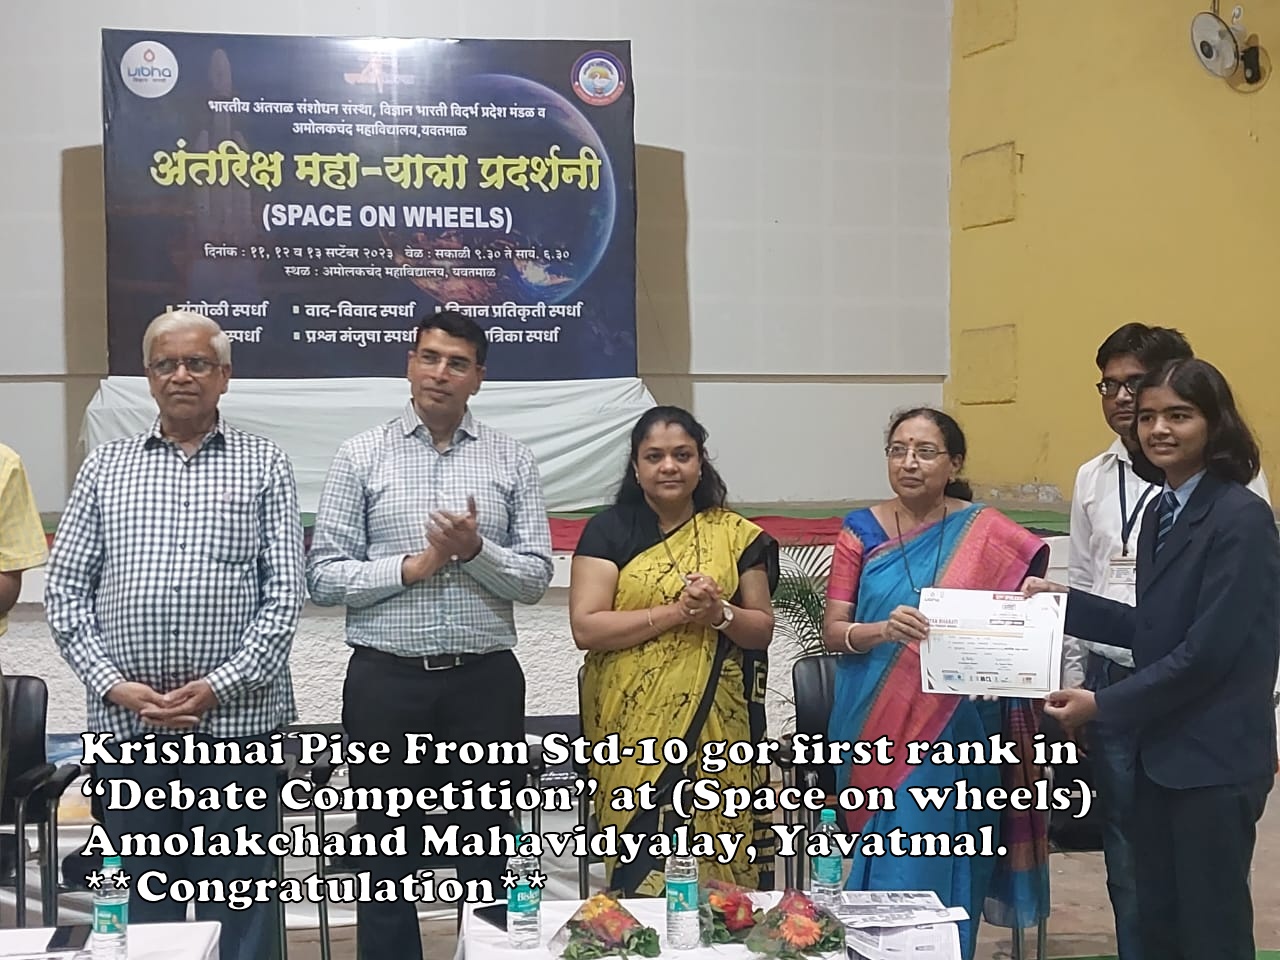 vibha
भारतीय अंतराळ संशोधन संस्था, विज्ञान भारती विदर्भ प्रदेश मंडळ व
अमोलकचंद महाविद्यालय,यवतमाळ
अंतरिक्ष महा-यात्रा प्रदर्शनी
(SPACE ON WHEELS)
दिनांक : ११, १२ व १३ सप्टेंबर २०२३ वेळ : सकाळी ९.३० ते सायं. ६.३०
स्थळ : अमोलकचंद महाविद्यालय, यवतमाळ
स्पर्धा वाद-विवाद स्पर्धा प्रतिकृती स्पर्धा
स्पर्धा प्रश्न मंजुषा स्पर्धा स्पर्धा
Krishnai Pise From Std-10 gor first rank in
“Debate Competition” at (Space on wheels)
Amolakchand Mahavidyalay, Yavatmal.
**Congratulation**